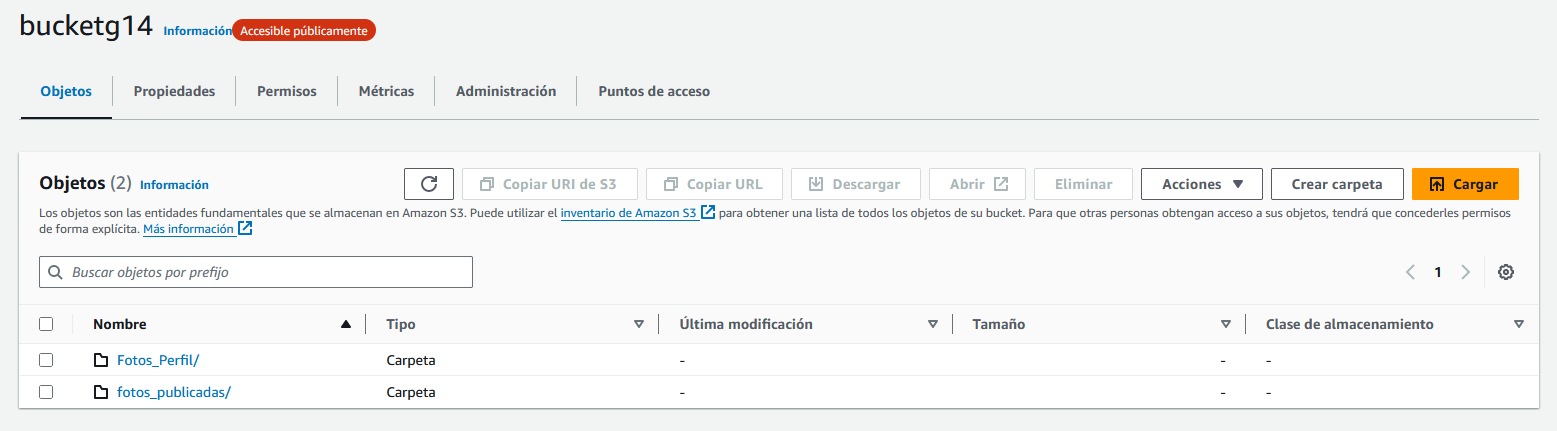 bucketg14 Información Accesible públicamente
Objetos Propiedades Permisos Métricas Administración Puntos de acceso
Objetos (2) Información Copiar URI de S3 Copiar URL Descargar Abrir Eliminar Acciones Crear carpeta Cargar
Los objetos son las entidades fundamentales que se almacenan en Amazon S3. Puede utilizar el inventario de Amazon S3 para obtener una lista de todos los objetos de su bucket. Para que otras personas obtengan acceso a sus objetos, tendrá que concederles permisos
de forma explícita. Más información
Buscar objetos por prefijo 1
Nombre Tipo Última modificación Tamaño Clase de almacenamiento
Fotos_Perfil/ Carpeta - - -
fotos_publicadas/ Carpeta - - -